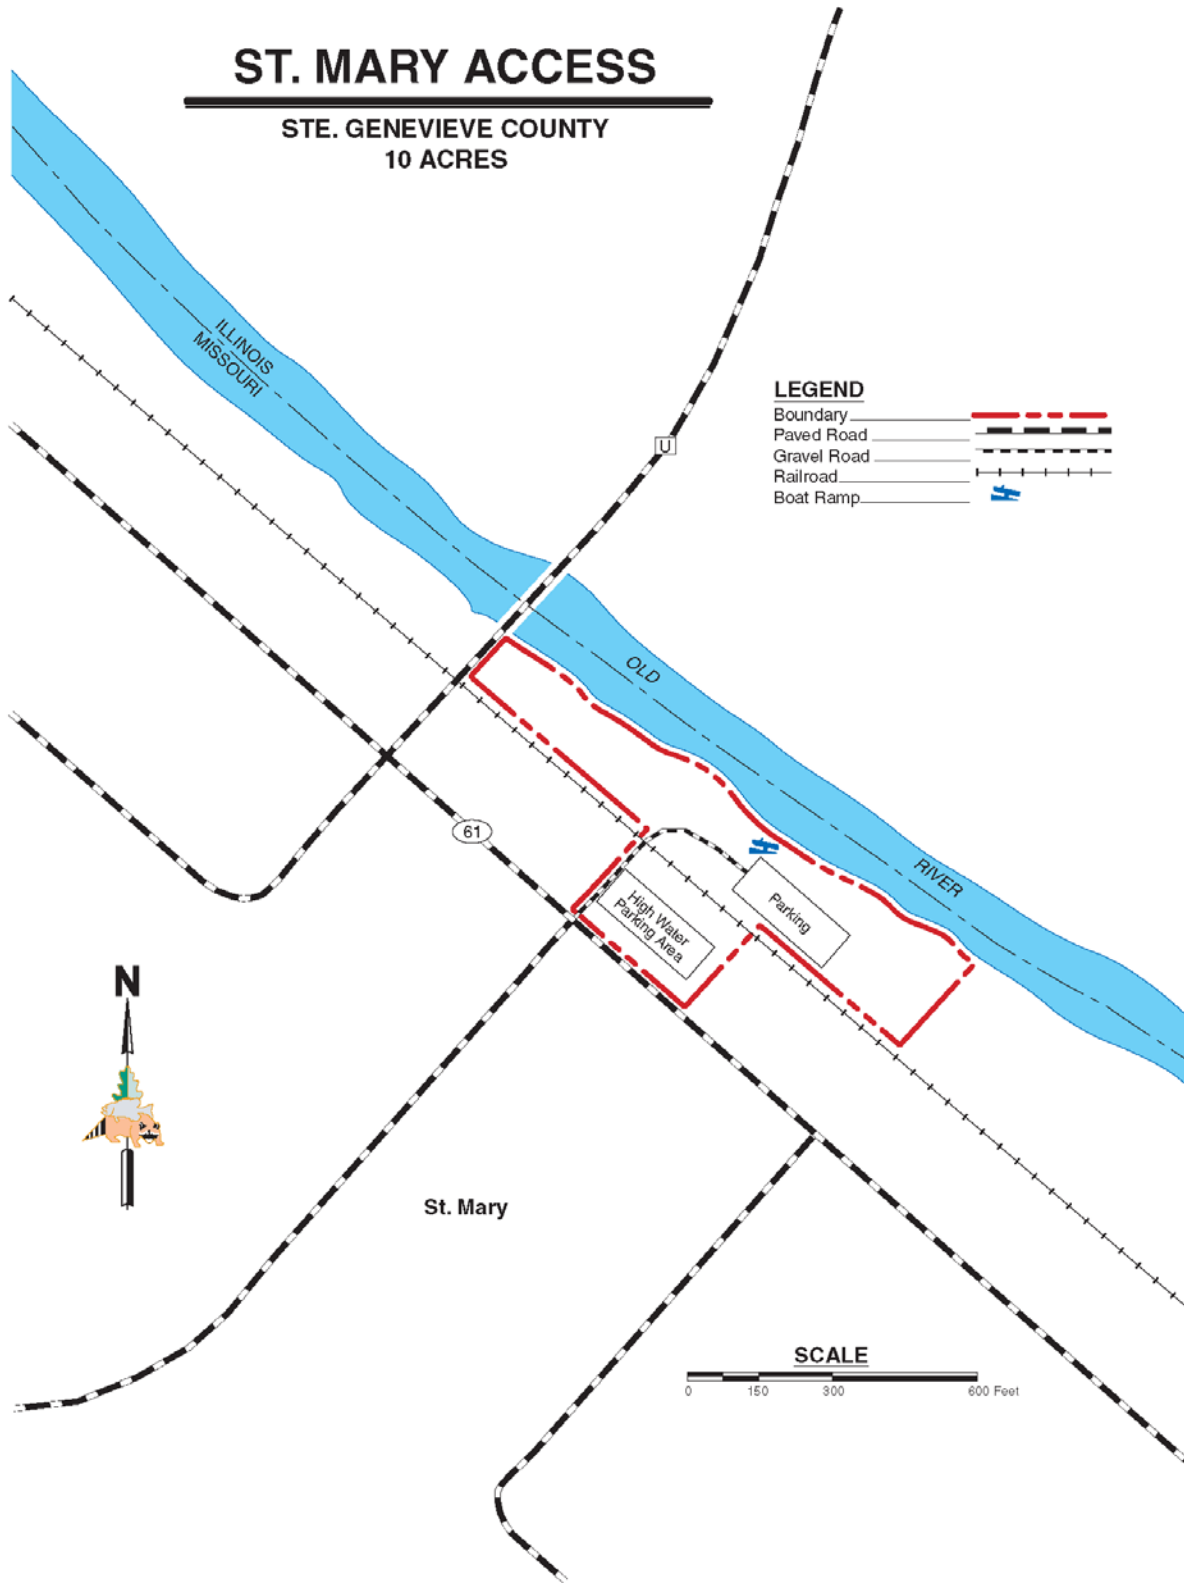 ST. MARY ACCESS
STE. GENEVIEVE COUNTY
10 ACRES
ILLINOIS
MISSOURI
LEGEND
Boundary
Paved Road
Gravel Road
Railroad
Boat Ramp
U
OLD
61
RIVER
High Water
Parking Area
Parking
N
St. Mary
SCALE
0 150 300 600 Feet